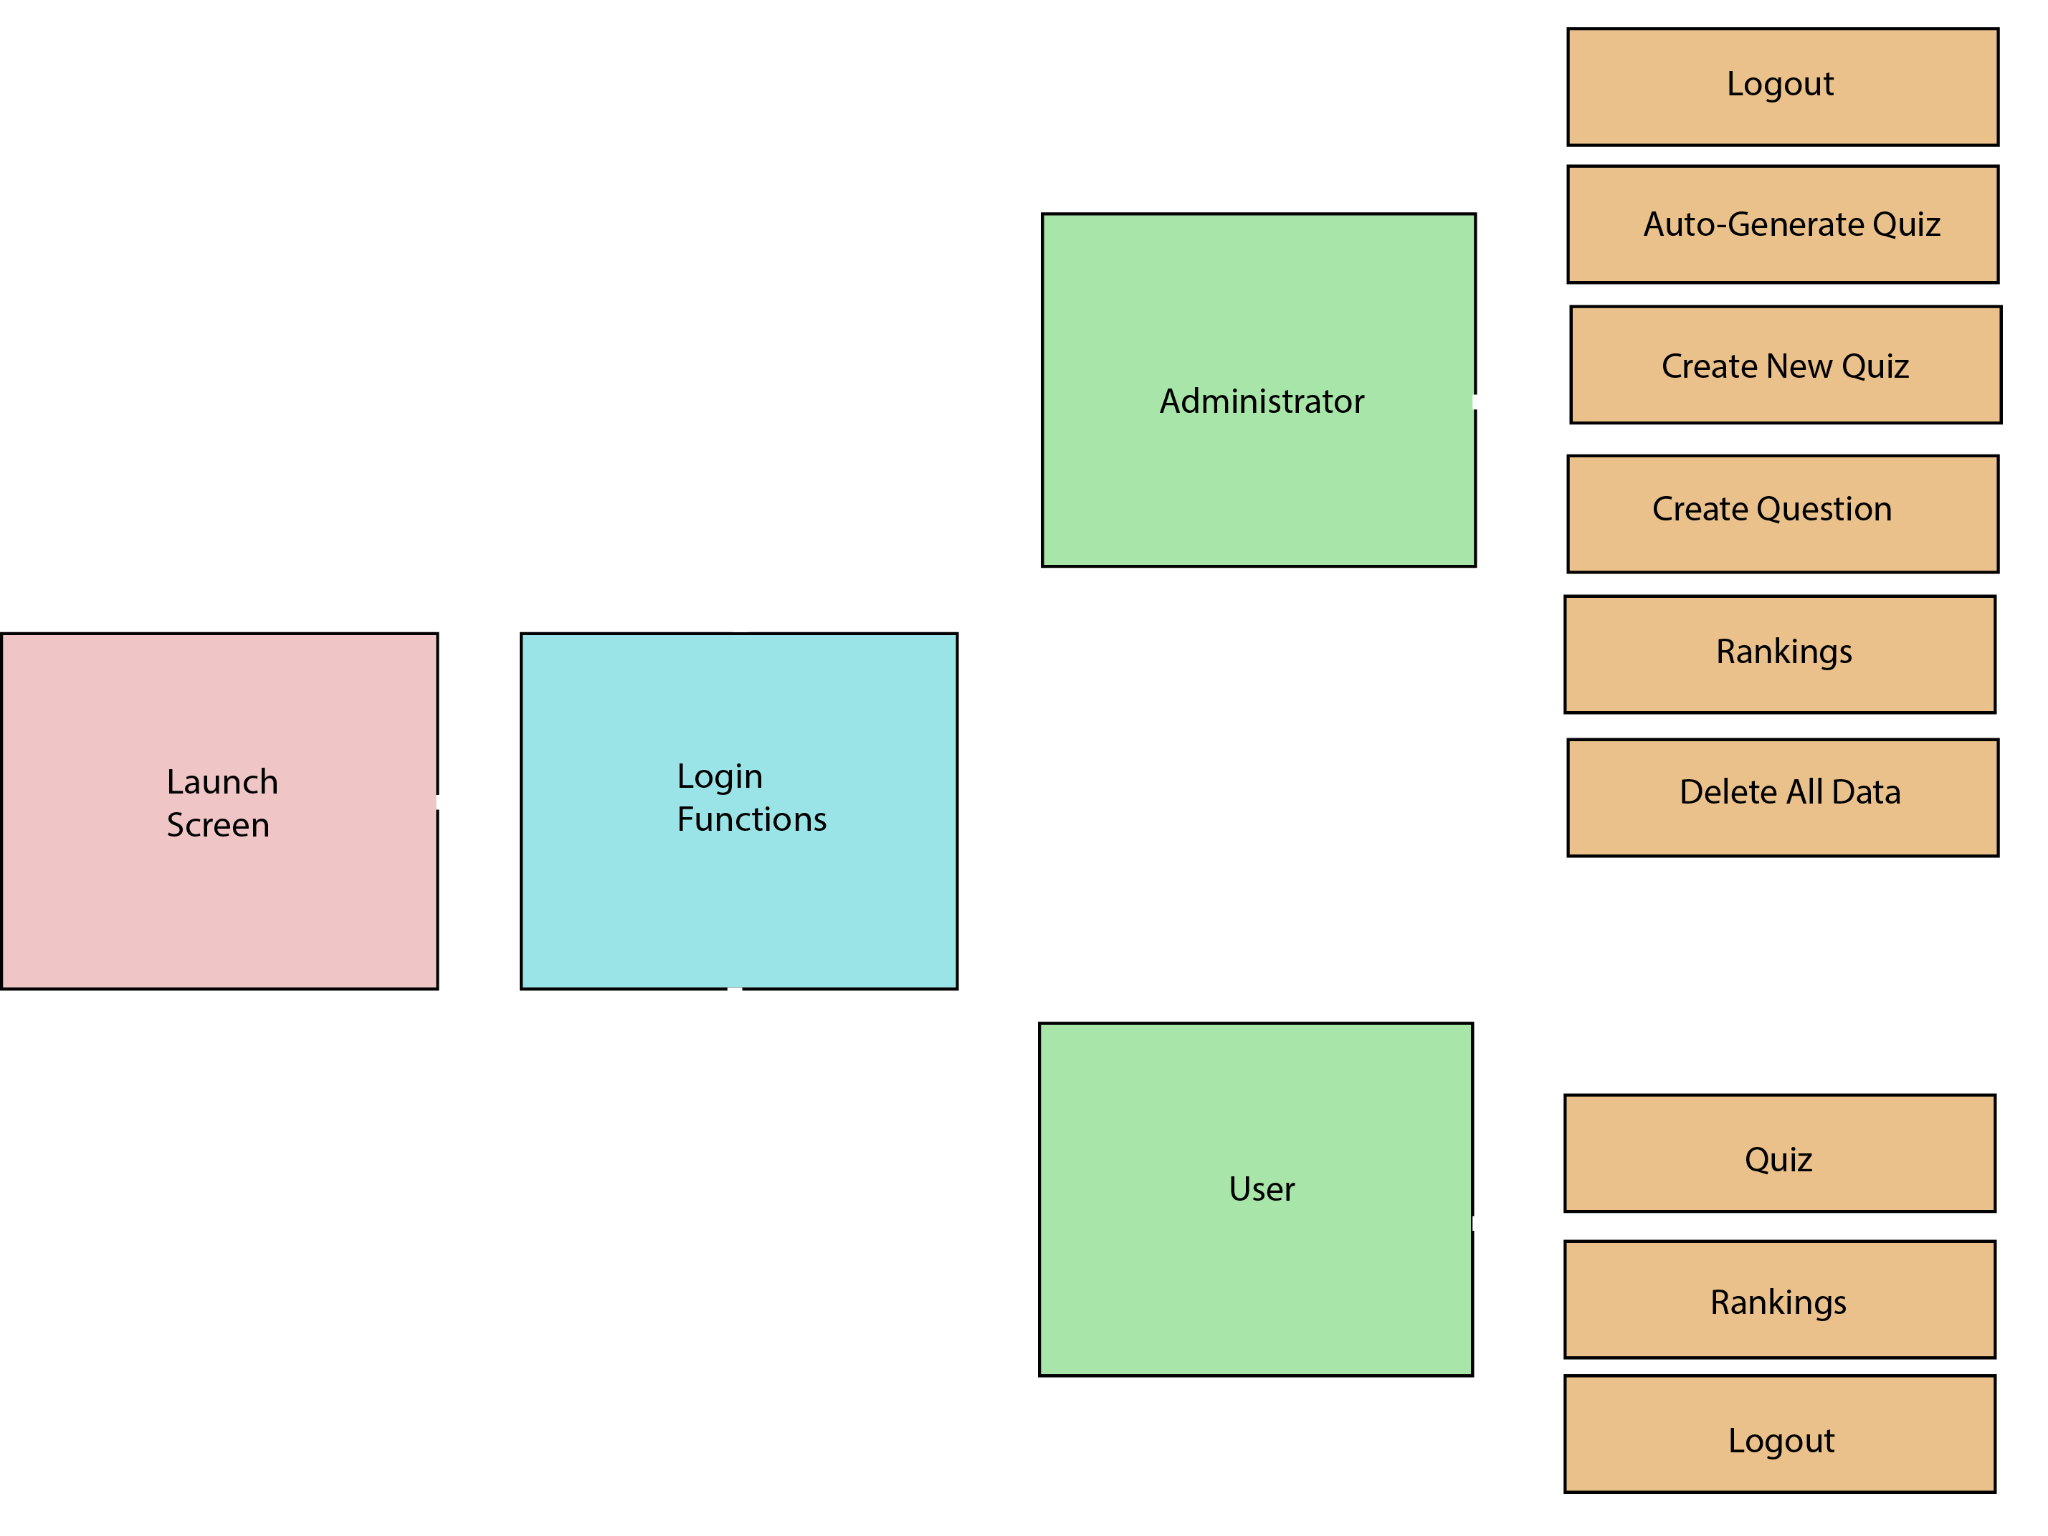 Launch
Screen
Login
Functions
Administrator
User
Logout
Auto-Generate Quiz
Create New Quiz
Create Question
Rankings
Delete All Data
Quiz
Rankings
Logout